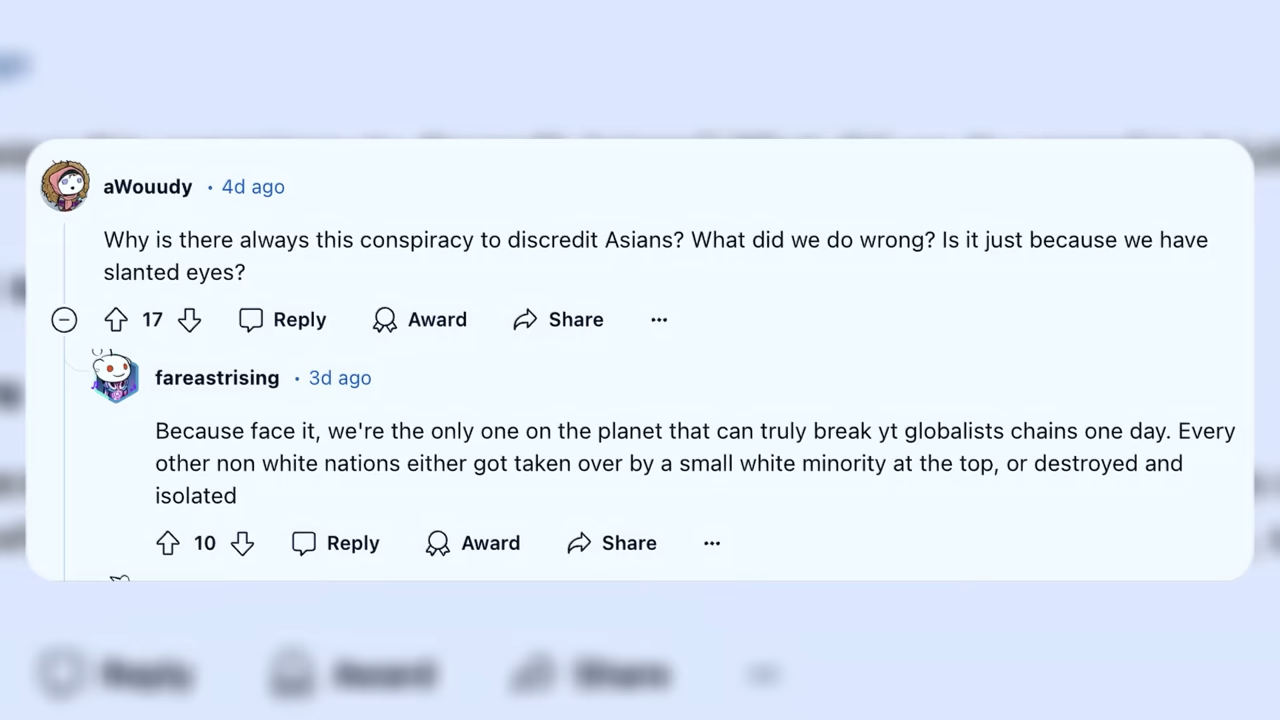 aWouudy • 4d ago
Why is there always this conspiracy to discredit Asians? What did we do wrong? Is it just because we have
slanted eyes?
17 Reply Award Share ...
fareastrising • 3d ago
Because face it, we're the only one on the planet that can truly break yt globalists chains one day. Every
other non white nations either got taken over by a small white minority at the top, or destroyed and
isolated
10 Reply Award Share ...
Reply Award Share